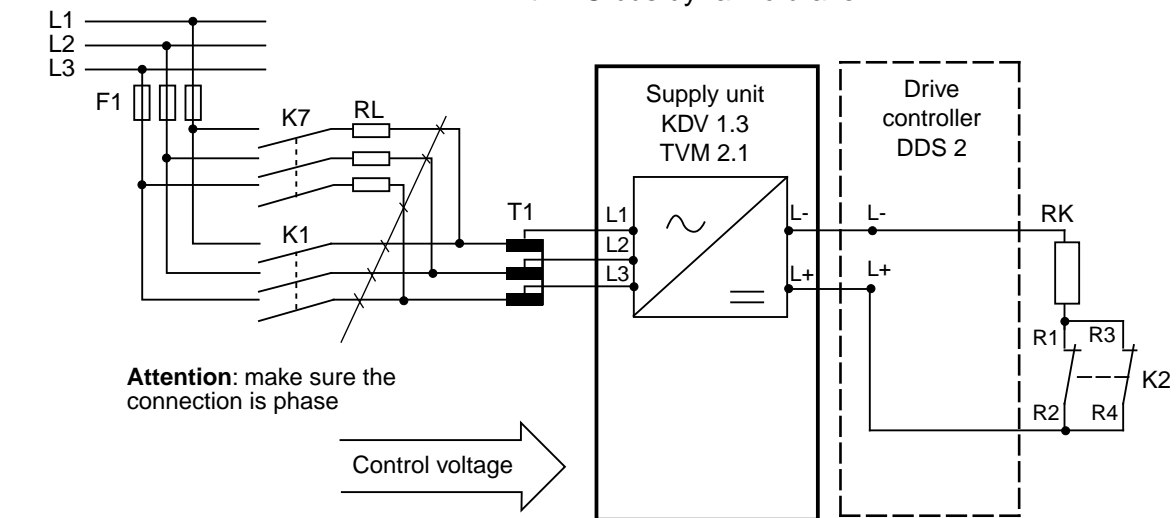 L1
L2
L3
F1
K7
RL
K1
T1
Supply unit
KDV 1.3
TVM 2.1
L1
L2
L3
L-
L+
Drive
controller
DDS 2
L-
L+
RK
R1
R3
K2
R2
R4
Attention: make sure the
connection is phase
Control voltage